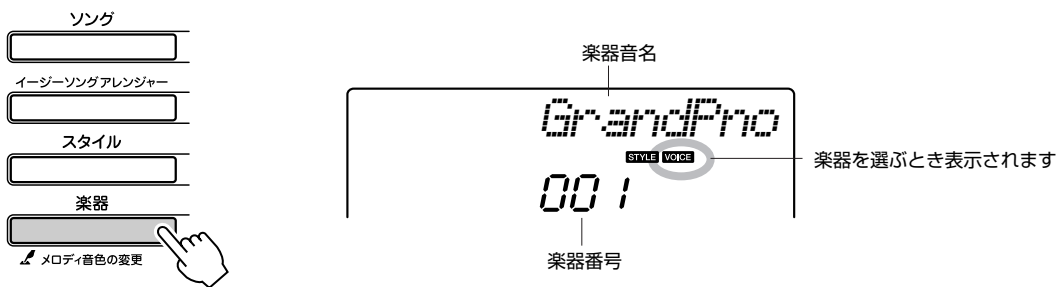 ソング
イージーソングアレンジャー
スタイル
楽器
メロディ音色の変更
楽器音名
GrandPno
STYLE VOICE
楽器を選ぶとき表示されます
001
楽器番号